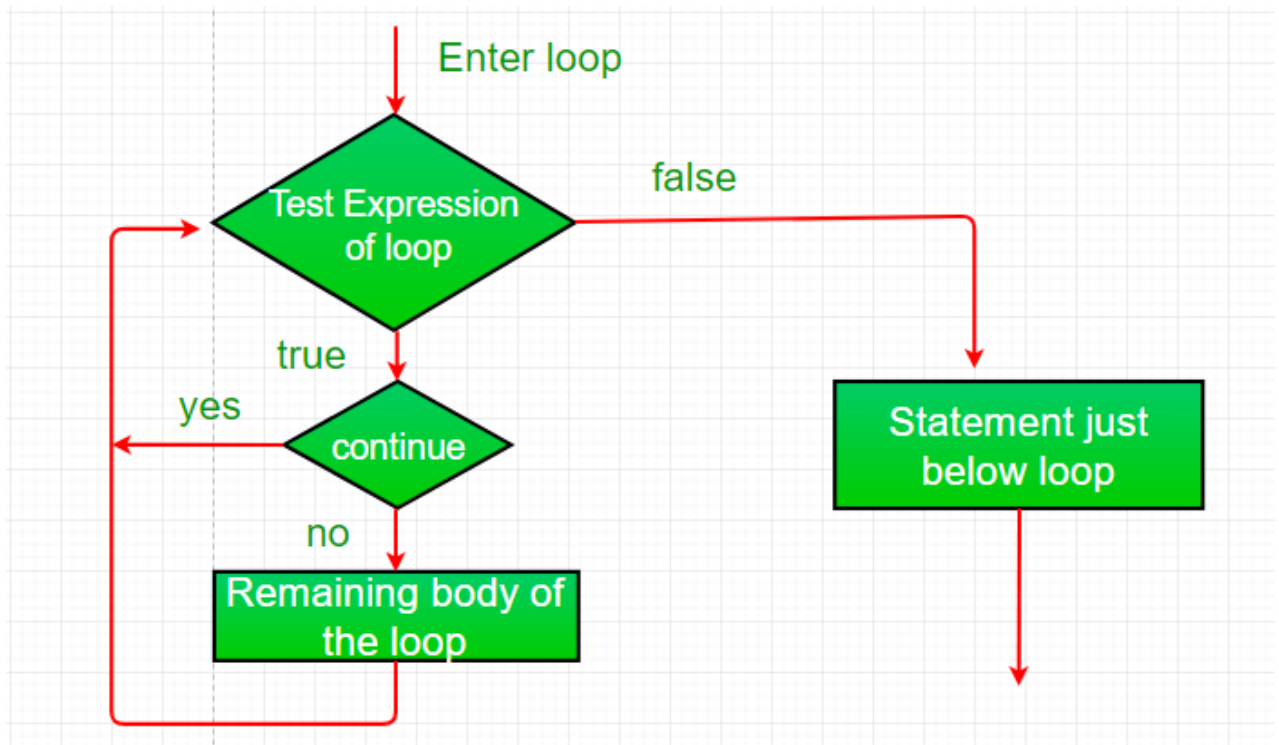 Enter loop
Test Expression
of loop
false
true
yes
continue
no
Remaining body of
the loop
Statement just
below loop